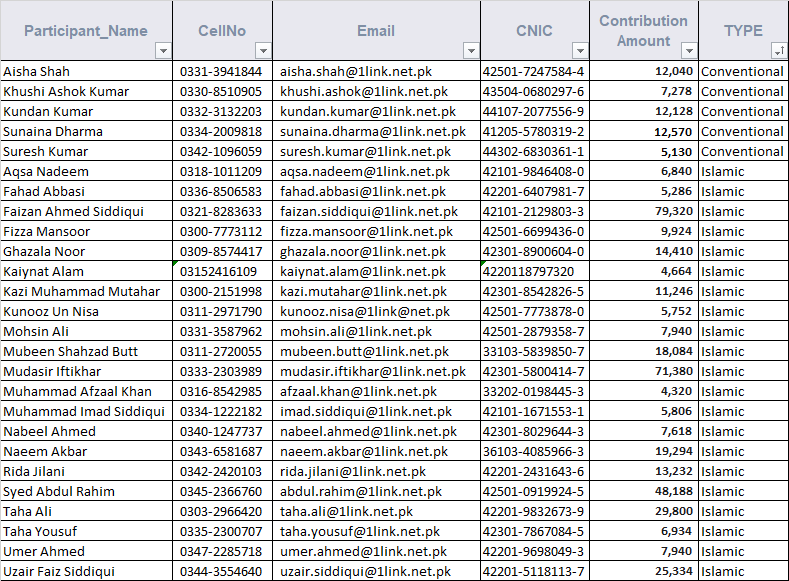 Participant_Name CellNo Email CNIC Contribution Amount TYPE
Aisha Shah 0331-3941844 aisha.shah@1link.net.pk 42501-7247584-4 12,040 Conventional
Khushi Ashok Kumar 0330-8510905 khushi.ashok@1link.net.pk 43504-0680297-6 7,278 Conventional
Kundan Kumar 0332-3132203 kundan.kumar@1link.net.pk 44107-2077556-9 12,128 Conventional
Sunaina Dharma 0334-2009818 sunaina.dharma@1link.net.pk 41205-5780319-2 12,570 Conventional
Suresh Kumar 0342-1096059 suresh.kumar@1link.net.pk 44302-6830361-1 5,130 Conventional
Aqsa Nadeem 0318-1011209 aqsa.nadeem@1link.net.pk 42101-9846408-0 6,840 Islamic
Fahad Abbasi 0336-8506583 fahad.abbasi@1link.net.pk 42201-6407981-7 5,286 Islamic
Faizan Ahmed Siddiqui 0321-8283633 faizan.siddiqui@1link.net.pk 42101-2129803-3 79,320 Islamic
Fizza Mansoor 0300-7773112 fizza.mansoor@1link.net.pk 42501-6699436-0 9,924 Islamic
Ghazala Noor 0309-8574417 ghazala.noor@1link.net.pk 42301-8900604-0 14,410 Islamic
Kaiynat Alam 03152416109 kaiynat.alam@1link.net.pk 4220118797320 4,664 Islamic
Kazi Muhammad Mutahar 0300-2151998 kazi.mutahar@1link.net.pk 42301-8542826-5 11,246 Islamic
Kunooz Un Nisa 0311-2971790 kunooz.nisa@1link@net.pk 42501-7773878-0 5,752 Islamic
Mohsin Ali 0331-3587962 mohsin.ali@1link.net.pk 42501-2879358-7 7,940 Islamic
Mubeen Shahzad Butt 0311-2720055 mubeen.butt@1link.net.pk 33103-5839850-7 18,084 Islamic
Mudasir Iftikhar 0333-2303989 mudasir.iftikhar@1link.net.pk 42301-5800414-7 71,380 Islamic
Muhammad Afzaal Khan 0316-8542985 afzaal.khan@1link.net.pk 33202-0198445-3 4,320 Islamic
Muhammad Imad Siddiqui 0334-1222182 imad.siddiqui@1link.net.pk 42101-1671553-1 5,806 Islamic
Nabeel Ahmed 0340-1247737 nabeel.ahmed@1link.net.pk 42301-8029644-3 7,618 Islamic
Naeem Akbar 0343-6581687 naeem.akbar@1link.net.pk 36103-4085966-3 19,294 Islamic
Rida Jilani 0342-2420103 rida.jilani@1link.net.pk 42201-2431643-6 13,232 Islamic
Syed Abdul Rahim 0345-2366760 abdul.rahim@1link.net.pk 42501-0919924-5 48,188 Islamic
Taha Ali 0303-2966420 taha.ali@1link.net.pk 42201-9832673-9 29,800 Islamic
Taha Yousuf 0335-2300707 taha.yousuf@1link.net.pk 42301-7867084-5 6,934 Islamic
Umer Ahmed 0347-2285718 umer.ahmed@1link.net.pk 42201-9698049-3 7,940 Islamic
Uzair Faiz Siddiqui 0344-3554640 uzair.siddiqui@1link.net.pk 42201-5118113-7 25,334 Islamic